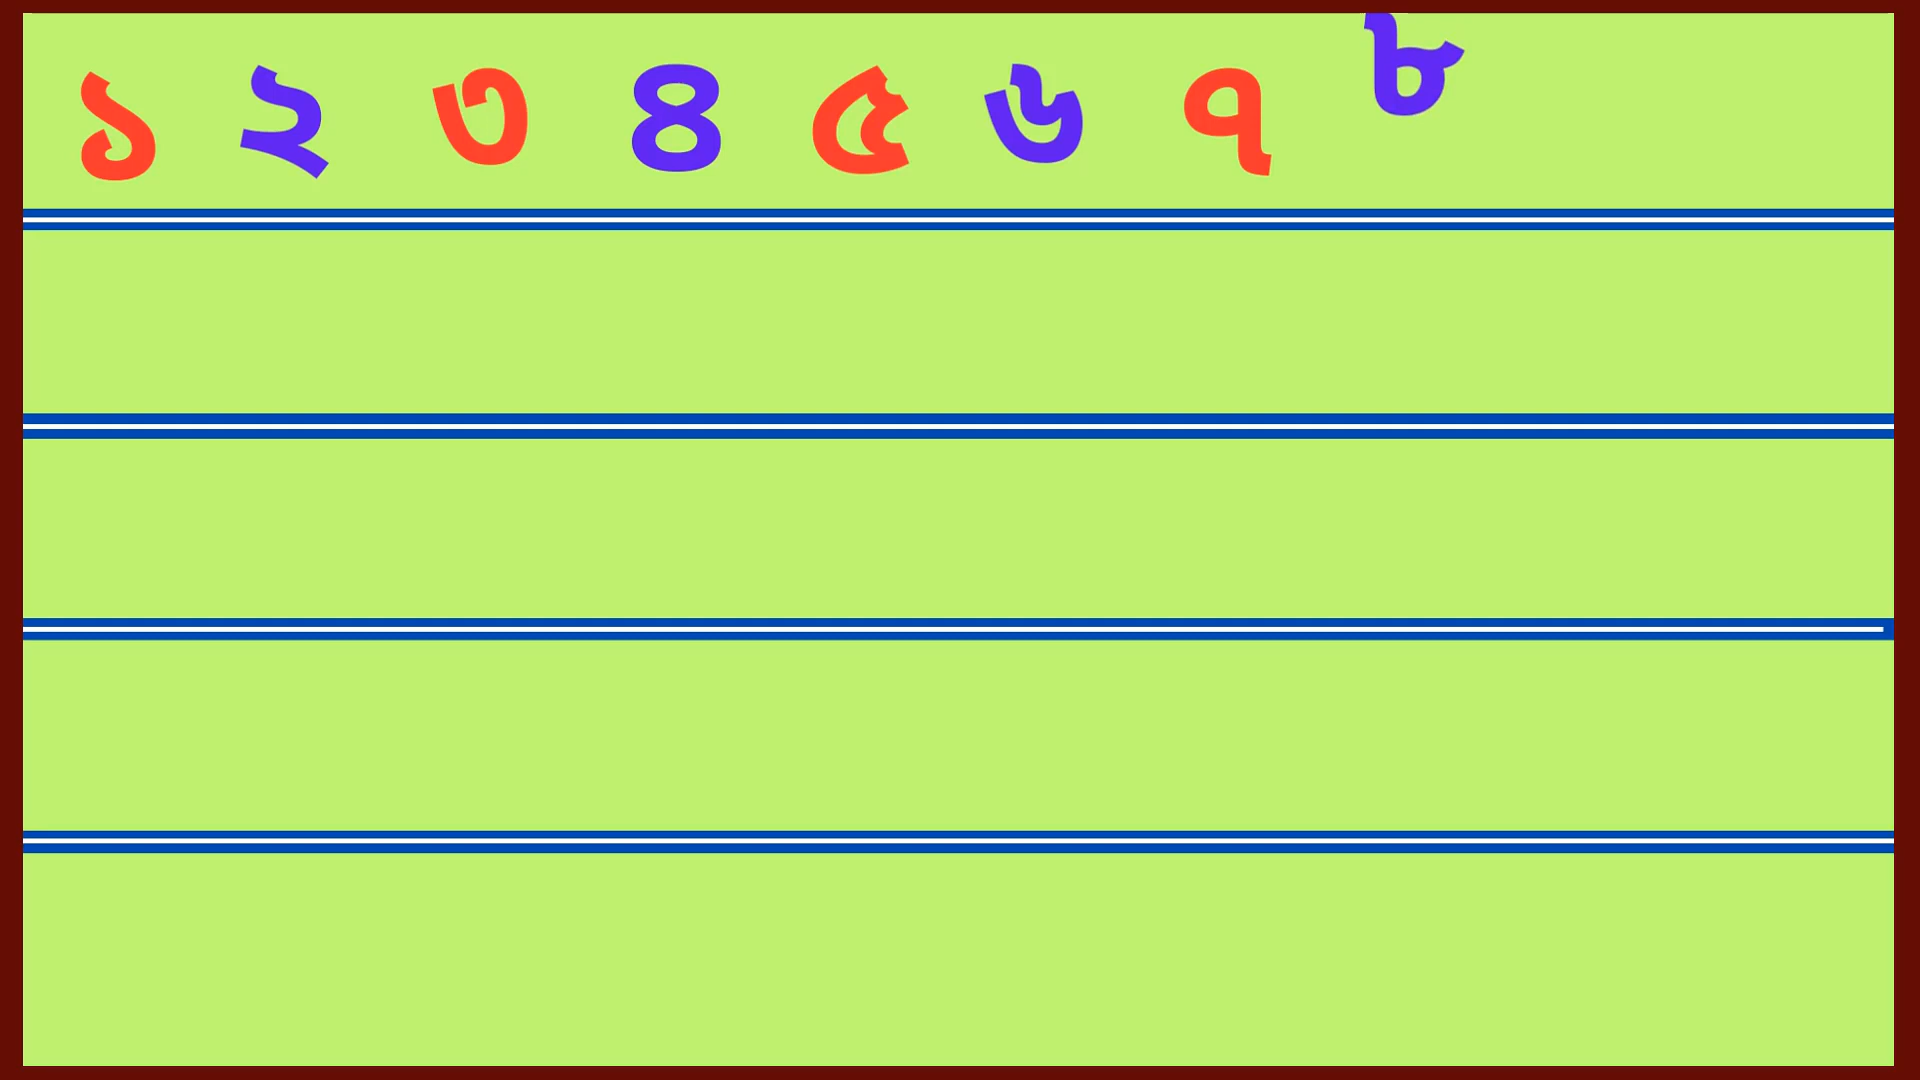 ১ ২ ৩ ৪ ৫ ৬ ৭ ৮